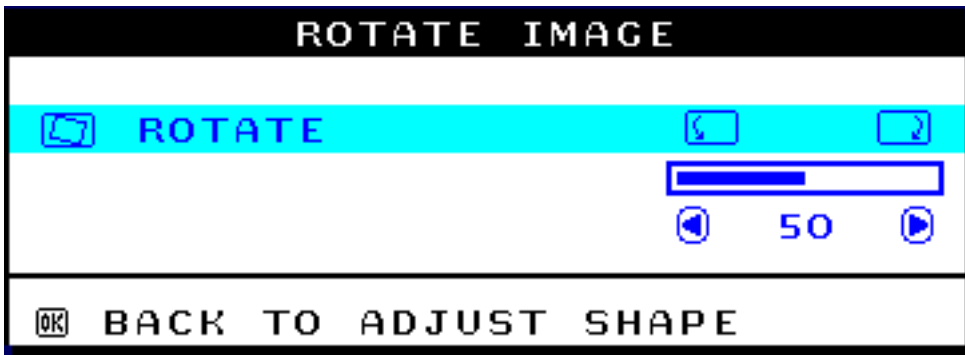 ROTATE IMAGE
ROTATE
50
OK BACK TO ADJUST SHAPE